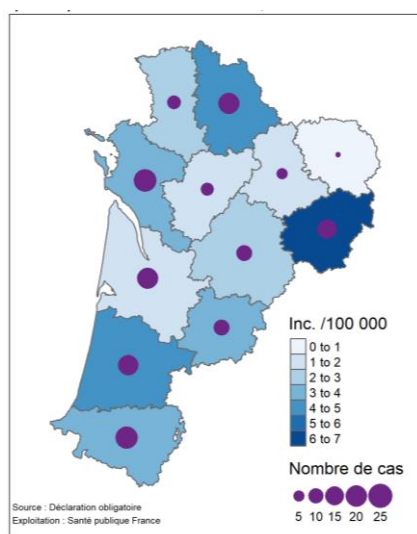 Inc. /100 000
0 to 1
1 to 2
2 to 3
3 to 4
4 to 5
5 to 6
6 to 7
Nombre de cas
5 10 15 20 25
Source : Déclaration obligatoire
Exploitation : Santé publique France